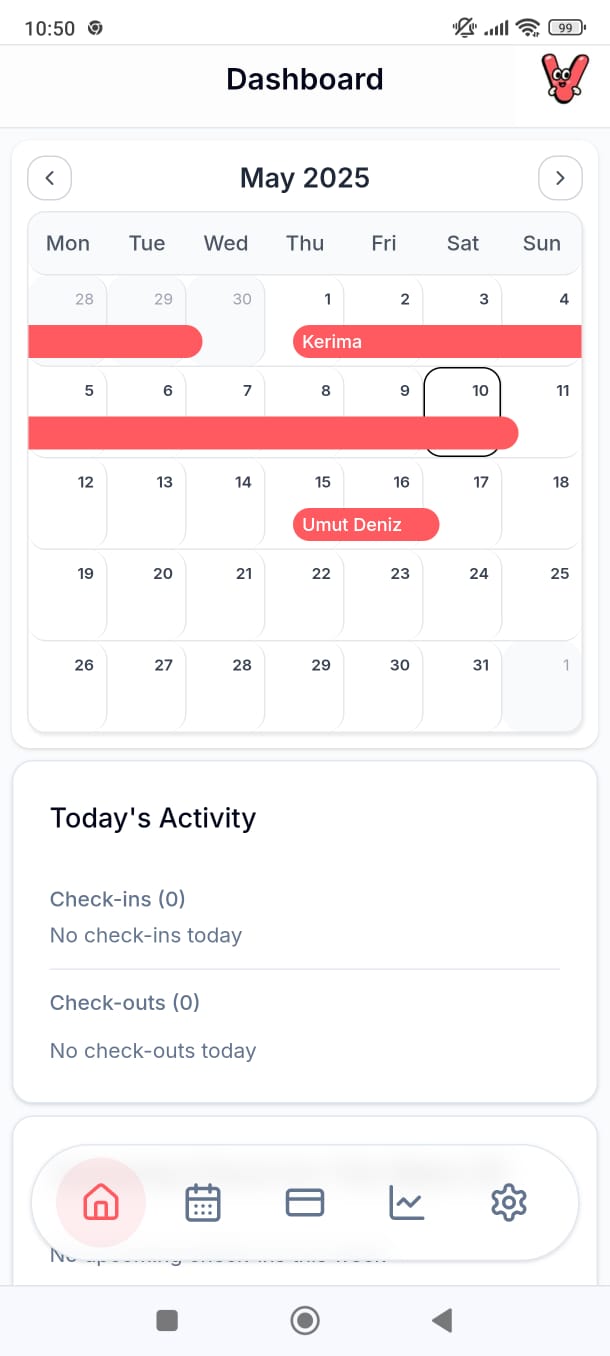 10:50
99
Dashboard
May 2025
Mon Tue Wed Thu Fri Sat Sun
28 29 30 1 2 3 4
Kerima
5 6 7 8 9 10 11
12 13 14 15 16 17 18
Umut Deniz
19 20 21 22 23 24 25
26 27 28 29 30 31 1
Today's Activity
Check-ins (0)
No check-ins today
Check-outs (0)
No check-outs today